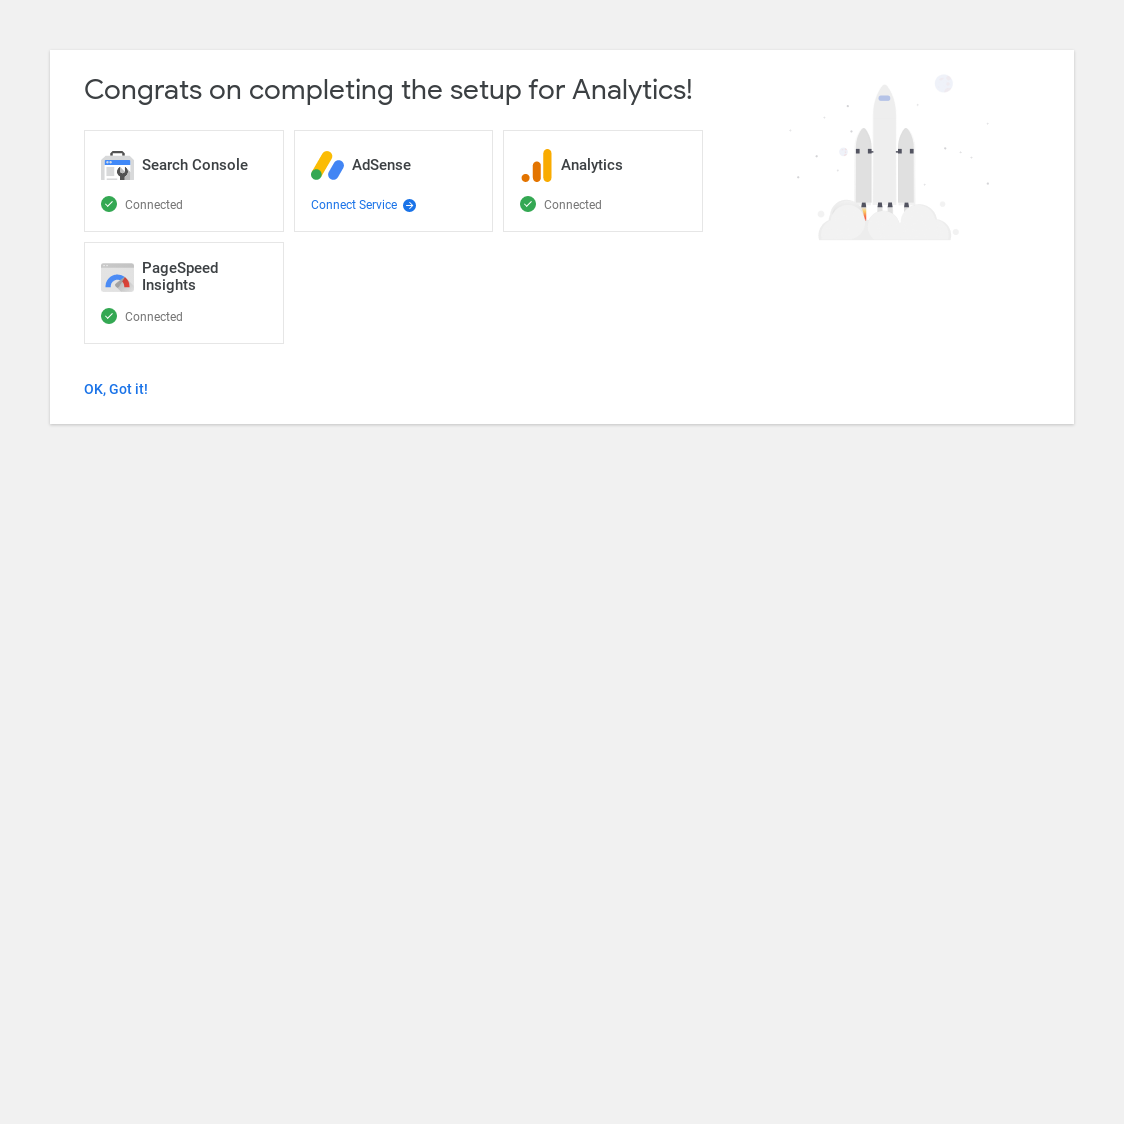 Congrats on completing the setup for Analytics!
Search Console
AdSense
Analytics
Connected
Connect Service
Connected
PageSpeed
Insights
Connected
OK, Got it!